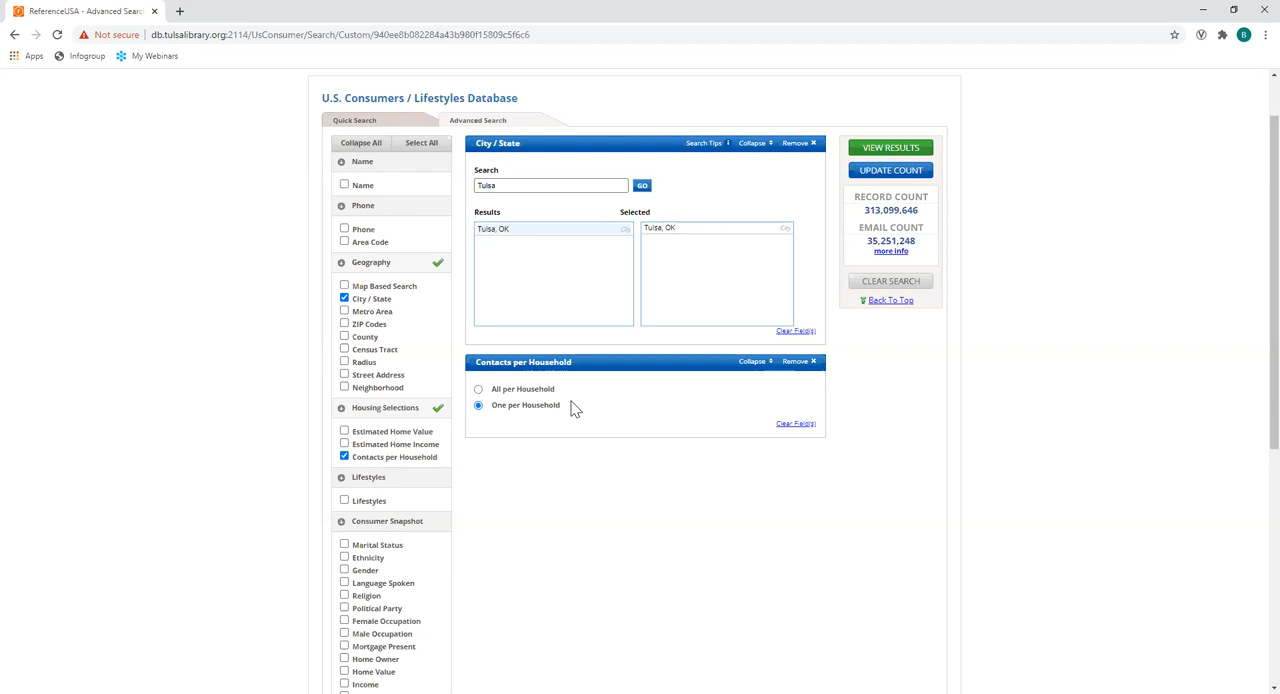 ReferenceUSA - Advanced Searc
Not secure | db.tulsalibrary.org:2114/UsConsumer/Search/Custom/940ee8b082284a43b980f15809c5f6c6
B
Apps Infogroup My Webinars
U.S. Consumers / Lifestyles Database
Quick Search Advanced Search
Collapse All Select All
Name
Name
Phone
Phone
Area Code
Geography
Map Based Search
City / State
Metro Area
ZIP Codes
County
Census Tract
Radius
Street Address
Neighborhood
Housing Selections
Estimated Home Value
Estimated Home Income
Contacts per Household
Lifestyles
Lifestyles
Consumer Snapshot
Marital Status
Ethnicity
Gender
Language Spoken
Religion
Political Party
Female Occupation
Male Occupation
Mortgage Present
Home Owner
Home Value
Income
City / State Search Tips Collapse Remove
Search
Tulsa GO
Results Selected
Tulsa, OK City Tulsa, OK City
Clear Field(s)
Contacts per Household Collapse Remove
All per Household
One per Household
Clear Field(s)
VIEW RESULTS
UPDATE COUNT
RECORD COUNT
313,099,646
EMAIL COUNT
35,251,248
more info
CLEAR SEARCH
Back To Top